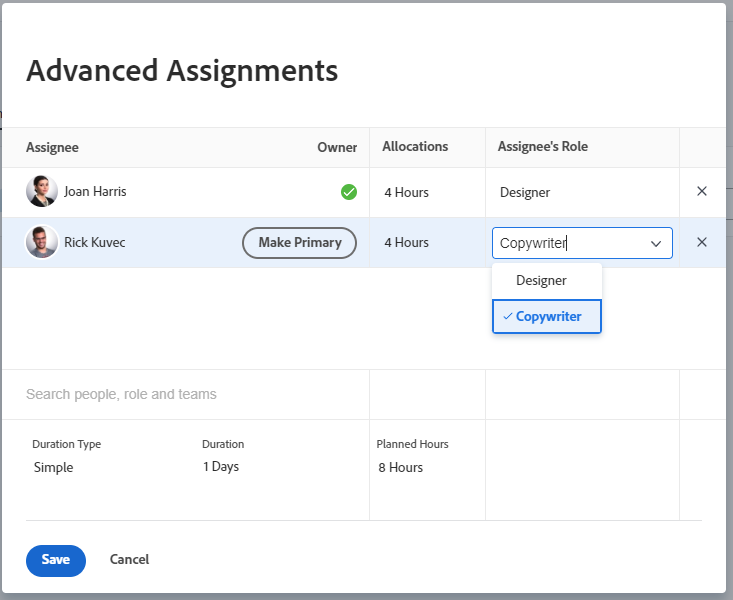 Advanced Assignments
Assignee Owner Allocations Assignee's Role
Joan Harris 4 Hours Designer
Rick Kuvec Make Primary 4 Hours Copywriter
Designer
Copywriter
Search people, role and teams
Duration Type Duration Planned Hours
Simple 1 Days 8 Hours
Save Cancel